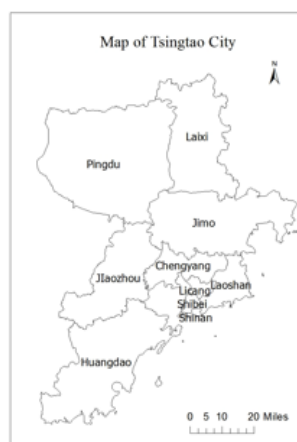 Map of Tsingtao City
N
Laixi
Pingdu
Jimo
Chengyang
JIaozhou
Licang
Laoshan
Shibei
Shinan
Huangdao
0 5 10 20 Miles